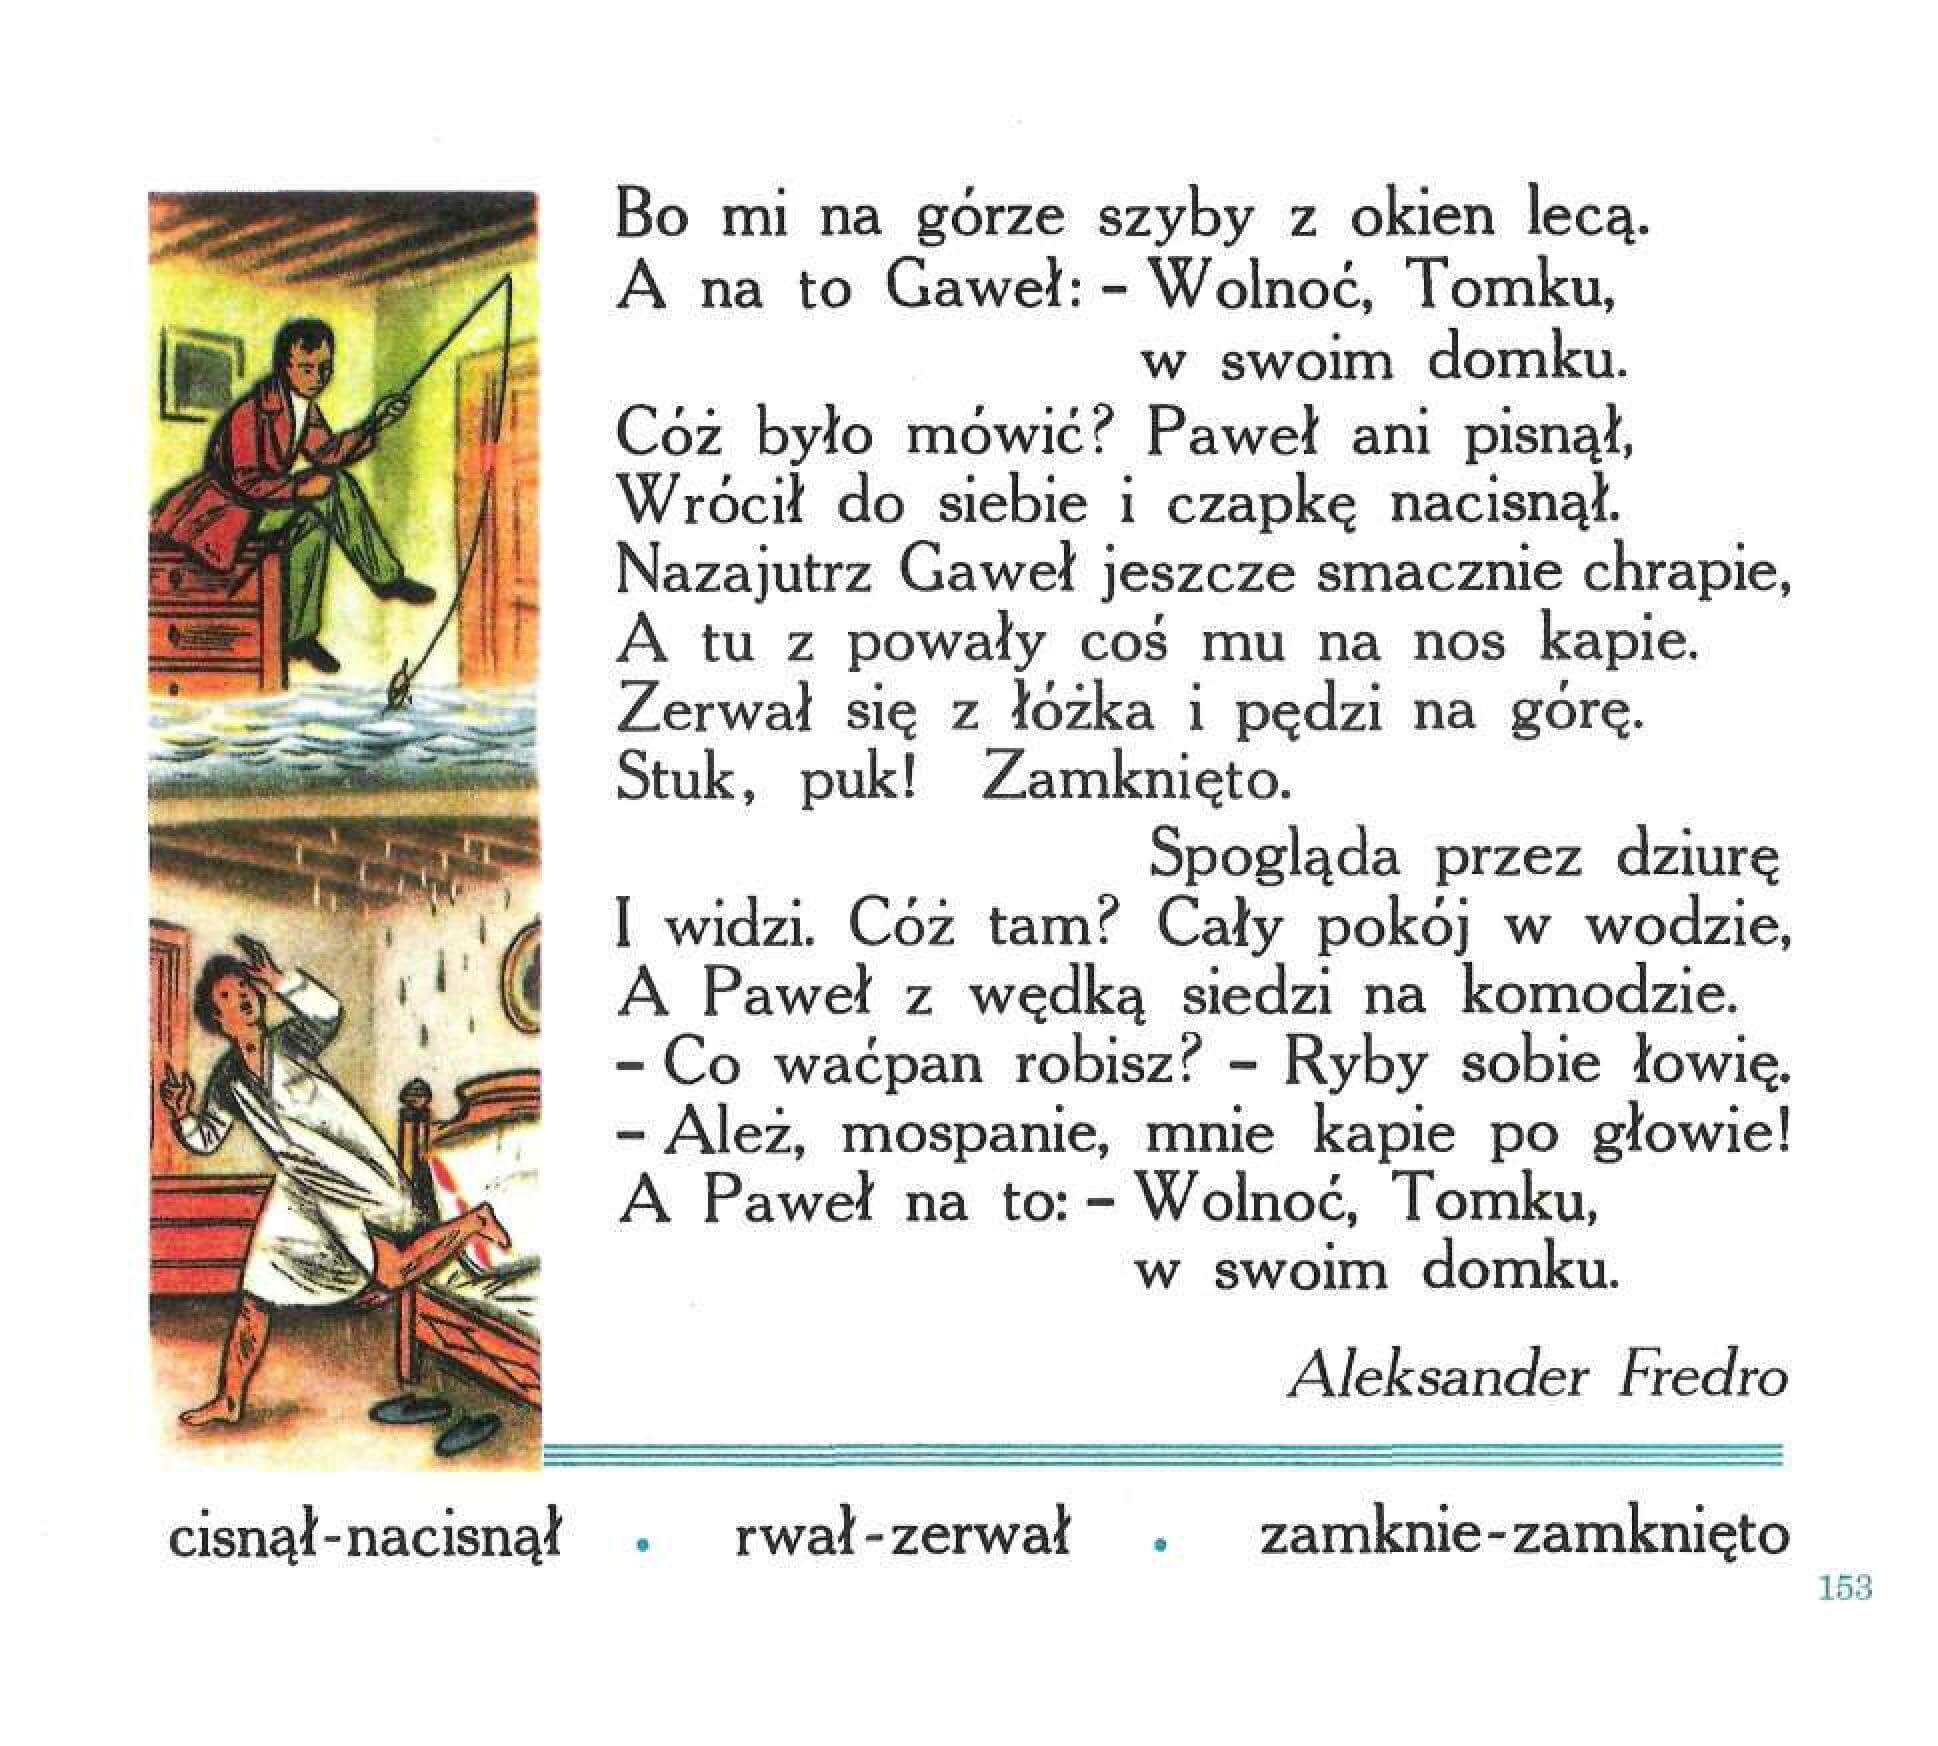 Bo mi na górze szyby z okien lecą.
A na to Gaweł: – Wolnoć, Tomku,
w swoim domku.
Cóż było mówić? Paweł ani pisnął,
Wrócił do siebie i czapkę nacisnął.
Nazajutrz Gaweł jeszcze smacznie chrapie,
A tu z powały coś mu na nos kapie.
Zerwał się z łóżka i pędzi na górę.
Stuk, puk! Zamknięto.
Spogląda przez dziurę
I widzi. Cóż tam? Cały pokój w wodzie,
A Paweł z wędką siedzi na komodzie.
– Co waćpan robisz? – Ryby sobie łowię.
– Ależ, mospanie, mnie kapie po głowie!
A Paweł na to: – Wolnoć, Tomku,
w swoim domku.
Aleksander Fredro
cisnął-nacisnął • rwał-zerwał • zamknie-zamknięto
153